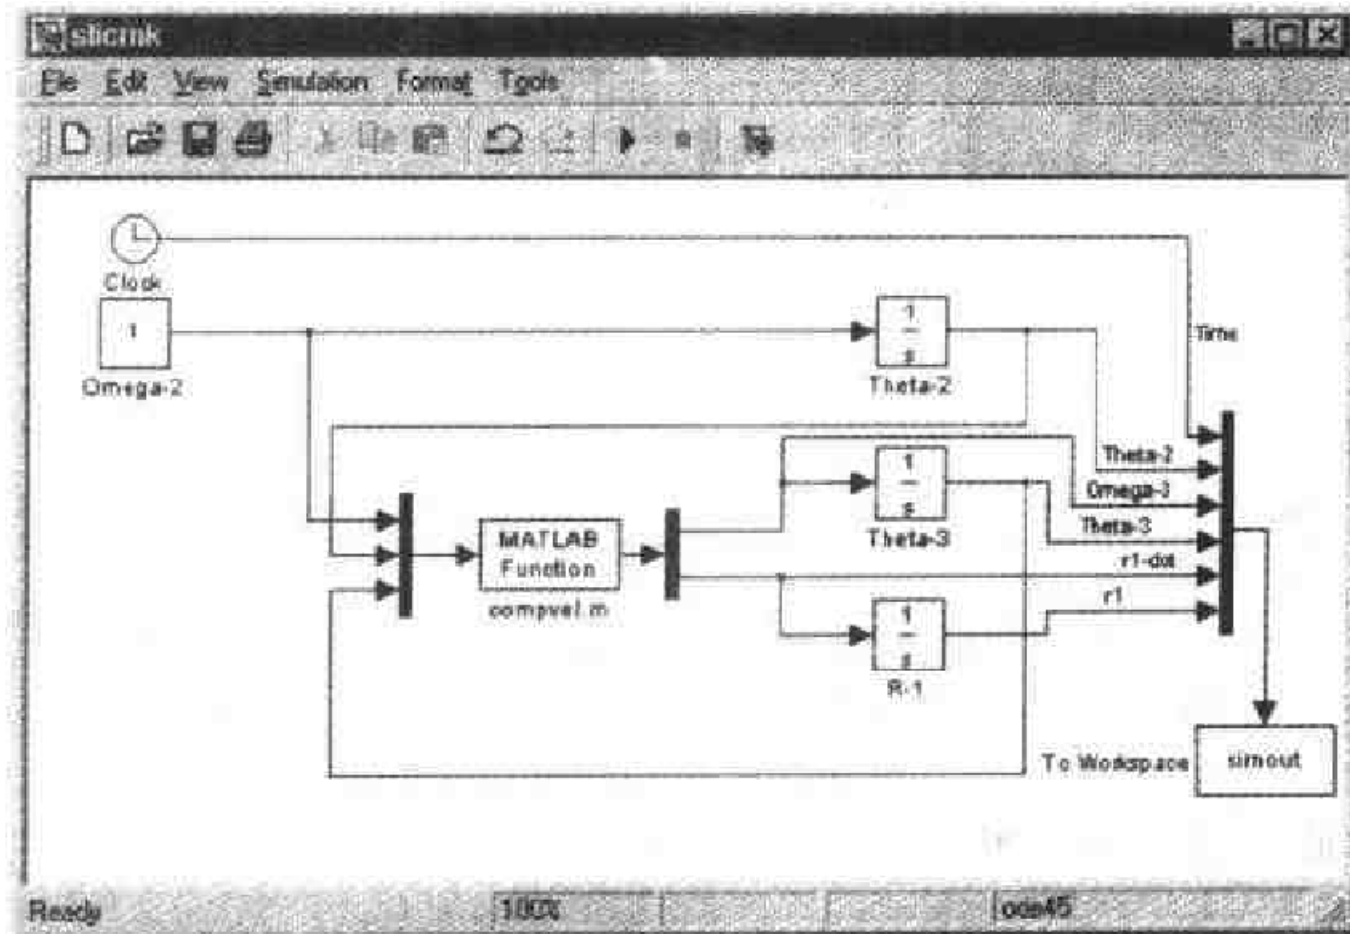 slicrnk
File Edit View Simulation Format Tools
Clock
1
Omega-2
1
s
Theta-2
Time
Theta-2
Omega-3
Theta-3
r1-dot
r1
1
s
Theta-3
MATLAB
Function
compvel.m
1
s
R-1
To Workspace
simout
Ready
100%
ode45